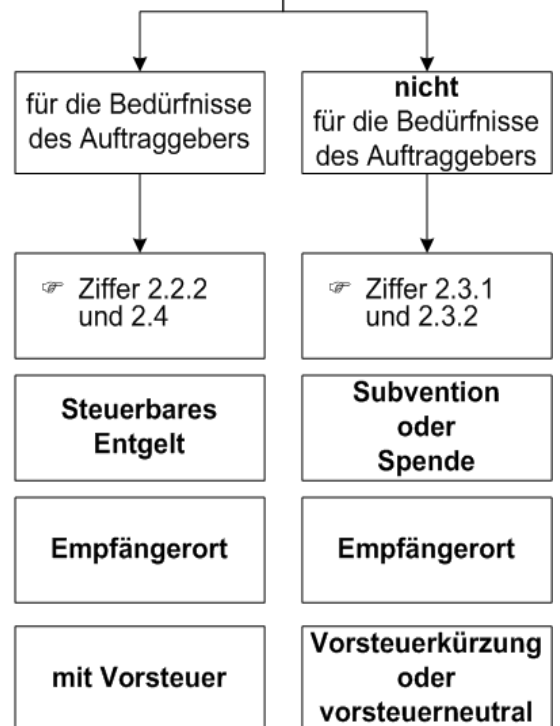 für die Bedürfnisse
des Auftraggebers
nicht
für die Bedürfnisse
des Auftraggebers
☞ Ziffer 2.2.2
und 2.4
☞ Ziffer 2.3.1
und 2.3.2
Steuerbares
Entgelt
Subvention
oder
Spende
Empfängerort
Empfängerort
mit Vorsteuer
Vorsteuerkürzung
oder
vorsteuerneutral